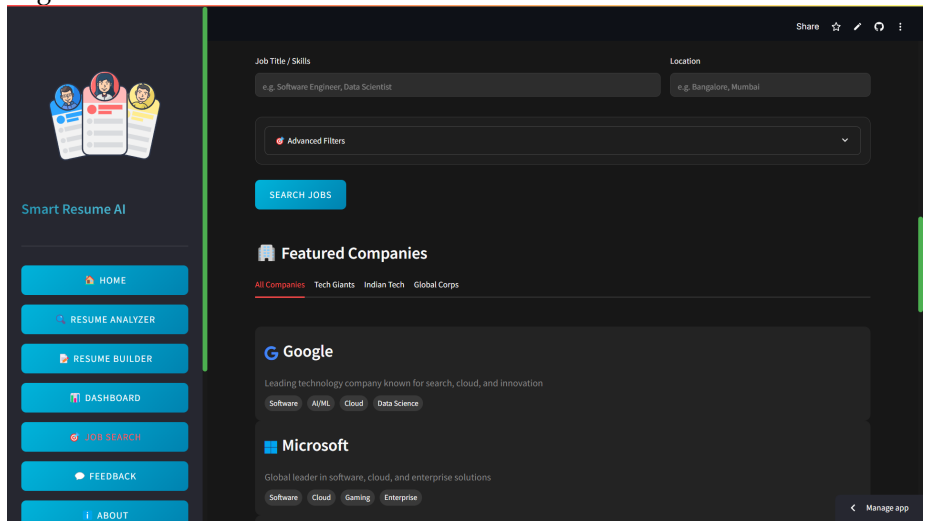 Share
Smart Resume AI
HOME
RESUME ANALYZER
RESUME BUILDER
DASHBOARD
JOB SEARCH
FEEDBACK
ABOUT
Job Title / Skills
Location
e.g. Software Engineer, Data Scientist
e.g. Bangalore, Mumbai
Advanced Filters
SEARCH JOBS
Featured Companies
All Companies Tech Giants Indian Tech Global Corps
Google
Leading technology company known for search, cloud, and innovation
Software AI/ML Cloud Data Science
Microsoft
Global leader in software, cloud, and enterprise solutions
Software Cloud Gaming Enterprise
Manage app